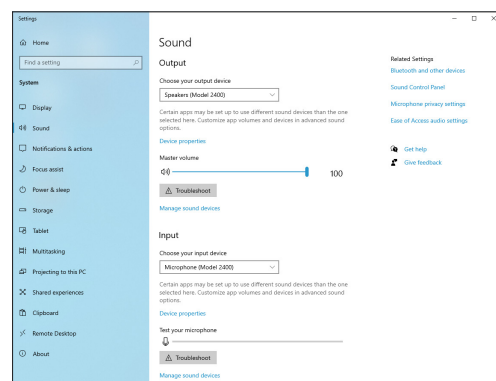 Settings
Home
Find a setting
System
Display
Sound
Notifications & actions
Focus assist
Power & sleep
Storage
Tablet
Multitasking
Projecting to this PC
Shared experiences
Clipboard
Remote Desktop
About
Sound
Output
Choose your output device
Speakers (Model 2400)
Certain apps may be set up to use different sound devices than the one
selected here. Customize app volumes and devices in advanced sound
options.
Device properties
Master volume
100
Troubleshoot
Manage sound devices
Input
Choose your input device
Microphone (Model 2400)
Certain apps may be set up to use different sound devices than the one
selected here. Customize app volumes and devices in advanced sound
options.
Device properties
Test your microphone
Troubleshoot
Manage sound devices
Related Settings
Bluetooth and other devices
Sound Control Panel
Microphone privacy settings
Ease of Access audio settings
Get help
Give feedback